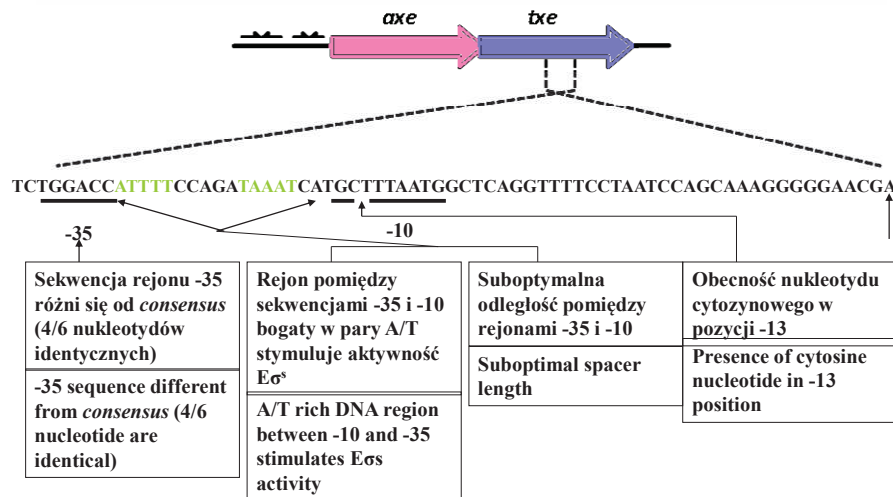 axe txe
TCTGGACCATTTTCCAGATAAATCATGCTTTAATGGCTCAGGTTTTCCTAATCCAGCAAAGGGGGAACGA
-35 -10
Sekwencja rejonu -35
różni się od consensus
(4/6 nukleotydów
identycznych)
-35 sequence different
from consensus (4/6
nucleotide are
identical)
Rejon pomiędzy
sekwencjami -35 i -10
bogaty w pary A/T
stymuluje aktywność
Eσˢ
A/T rich DNA region
between -10 and -35
stimulates Eσs
activity
Suboptymalna
odległość pomiędzy
rejonami -35 i -10
Suboptimal spacer
length
Obecność nukleotydu
cytozynowego w
pozycji -13
Presence of cytosine
nucleotide in -13
position